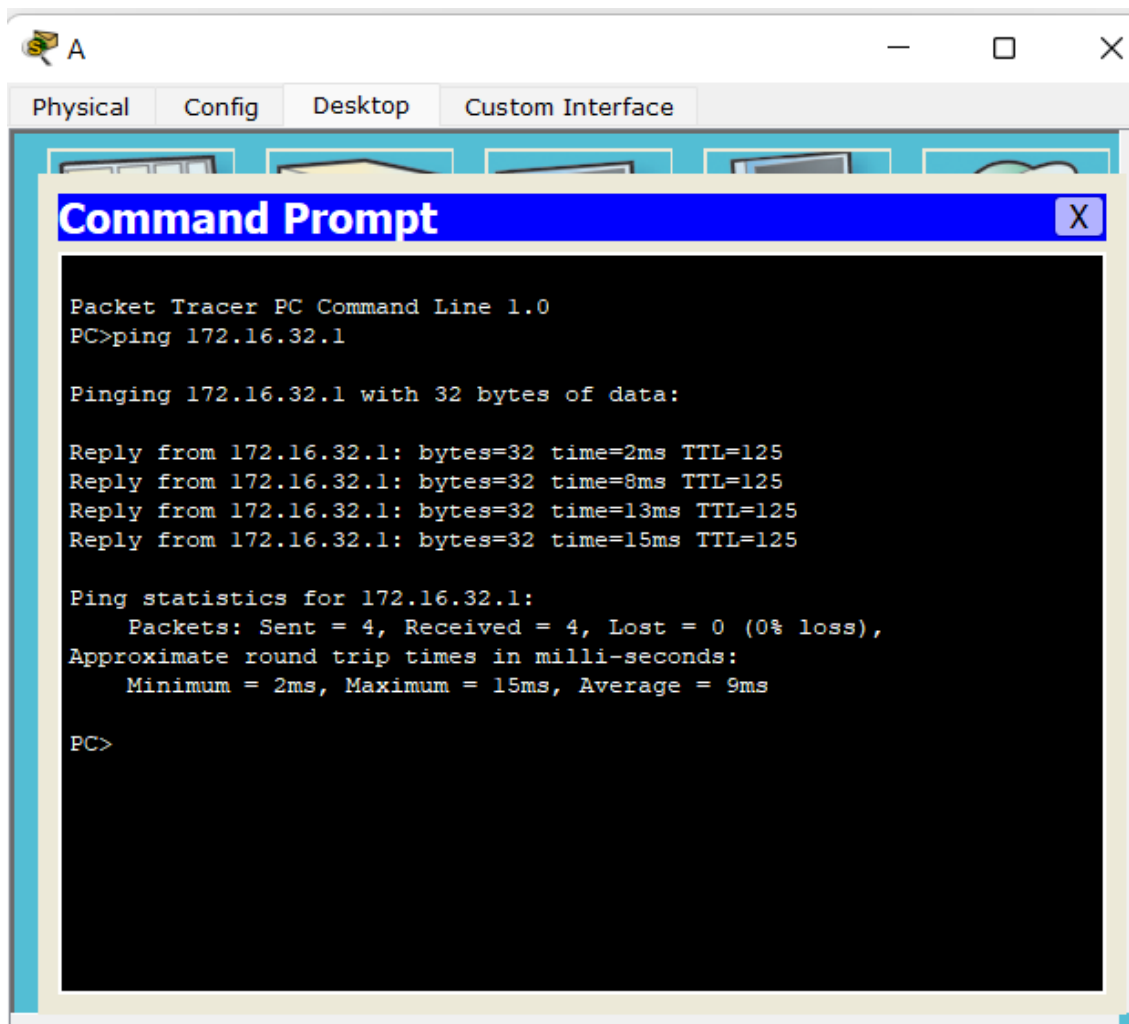 A
Physical Config Desktop Custom Interface
Command Prompt X
Packet Tracer PC Command Line 1.0
PC>ping 172.16.32.1
Pinging 172.16.32.1 with 32 bytes of data:
Reply from 172.16.32.1: bytes=32 time=2ms TTL=125
Reply from 172.16.32.1: bytes=32 time=8ms TTL=125
Reply from 172.16.32.1: bytes=32 time=13ms TTL=125
Reply from 172.16.32.1: bytes=32 time=15ms TTL=125
Ping statistics for 172.16.32.1:
Packets: Sent = 4, Received = 4, Lost = 0 (0% loss),
Approximate round trip times in milli-seconds:
Minimum = 2ms, Maximum = 15ms, Average = 9ms
PC>